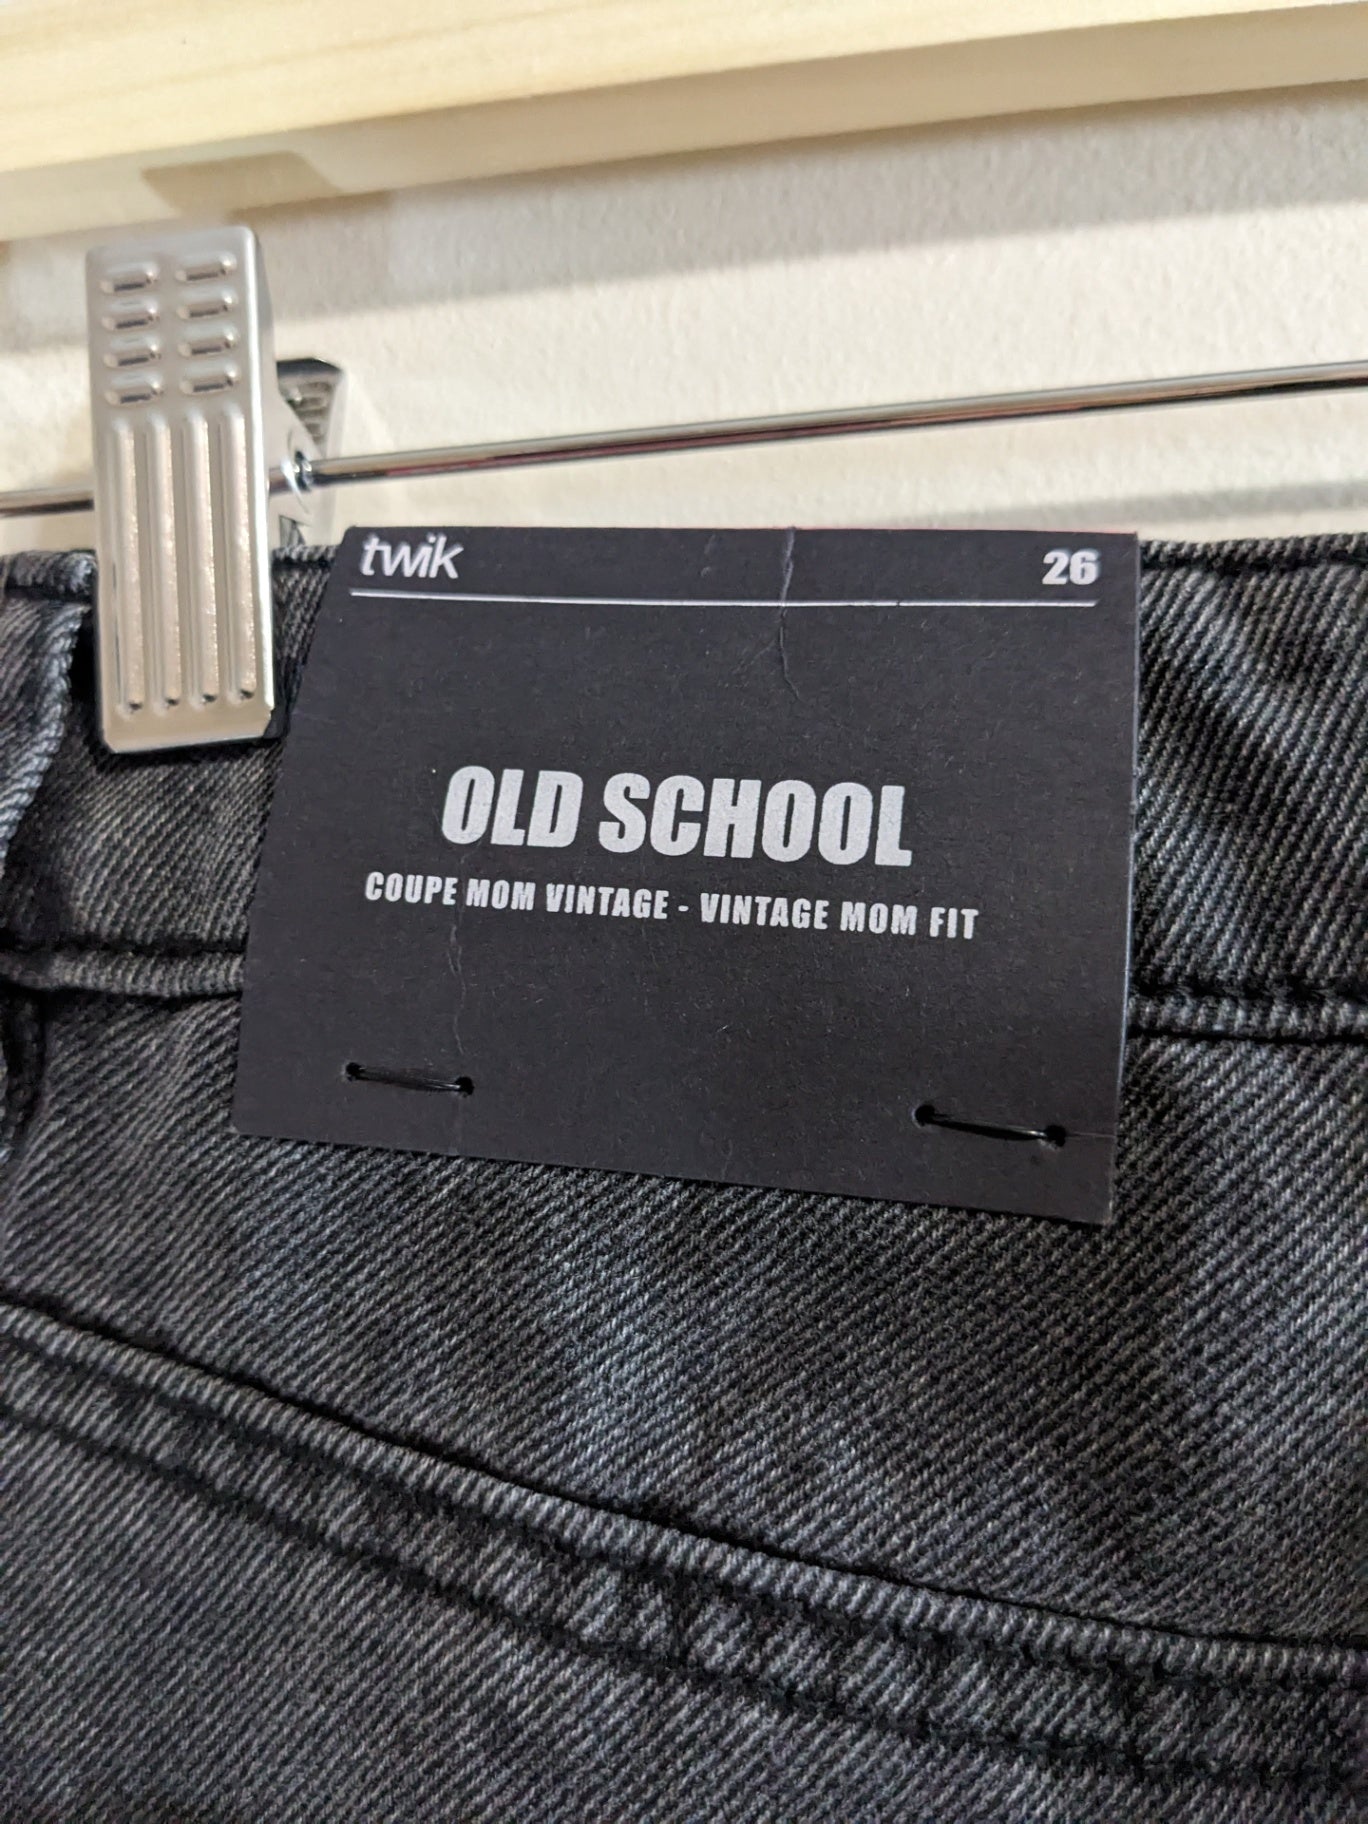 twik
26
OLD SCHOOL
COUPE MOM VINTAGE - VINTAGE MOM FIT